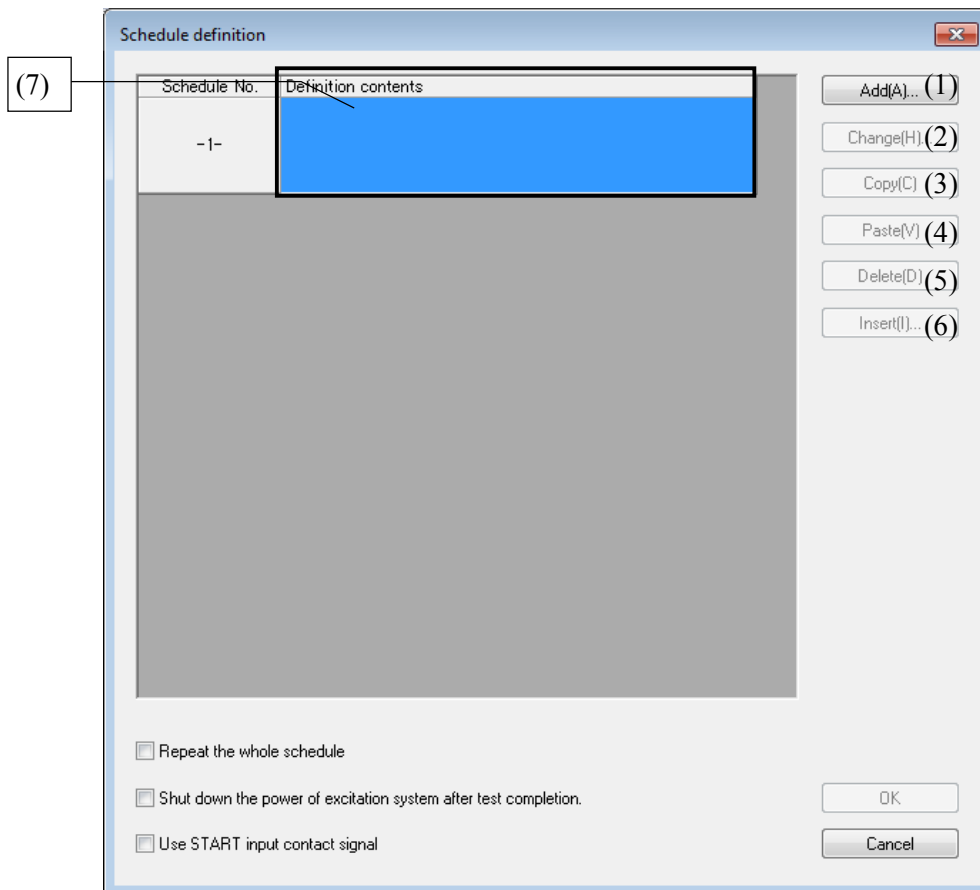 Schedule definition
(7)
Schedule No. Definition contents
Add(A)... (1)
-1-
Change(H)... (2)
Copy(C) (3)
Paste(V) (4)
Delete(D) (5)
Insert(I)... (6)
Repeat the whole schedule
Shut down the power of excitation system after test completion.
OK
Use START input contact signal
Cancel